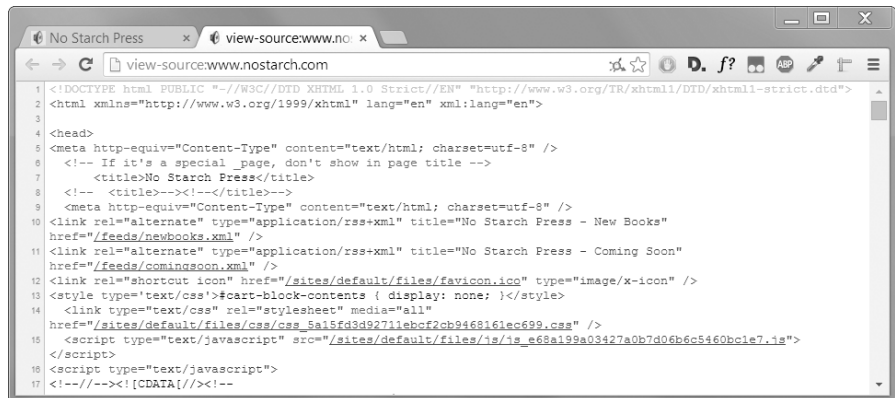 No Starch Press
view-source:www.no
view-source:www.nostarch.com
D. f? ABP
1 <!DOCTYPE html PUBLIC "-//W3C//DTD XHTML 1.0 Strict//EN" "http://www.w3.org/TR/xhtml1/DTD/xhtml1-strict.dtd">
2 <html xmlns="http://www.w3.org/1999/xhtml" lang="en" xml:lang="en">
3
4 <head>
5 <meta http-equiv="Content-Type" content="text/html; charset=utf-8" />
6 <!-- If it's a special _page, don't show in page title -->
7 <title>No Starch Press</title>
8 <!-- <title>--><!--</title>-->
9 <meta http-equiv="Content-Type" content="text/html; charset=utf-8" />
10 <link rel="alternate" type="application/rss+xml" title="No Starch Press - New Books"
href="/feeds/newbooks.xml" />
11 <link rel="alternate" type="application/rss+xml" title="No Starch Press - Coming Soon"
href="/feeds/comingsoon.xml" />
12 <link rel="shortcut icon" href="/sites/default/files/favicon.ico" type="image/x-icon" />
13 <style type='text/css'>#cart-block-contents { display: none; }</style>
14 <link type="text/css" rel="stylesheet" media="all"
href="/sites/default/files/css/css_5a15fd3d92711ebcf2cb9468161ec699.css" />
15 <script type="text/javascript" src="/sites/default/files/js/js_e68a199a03427a0b7d06b6c5460bc1e7.js">
</script>
16 <script type="text/javascript">
17 <!--//--><![CDATA[//><!--